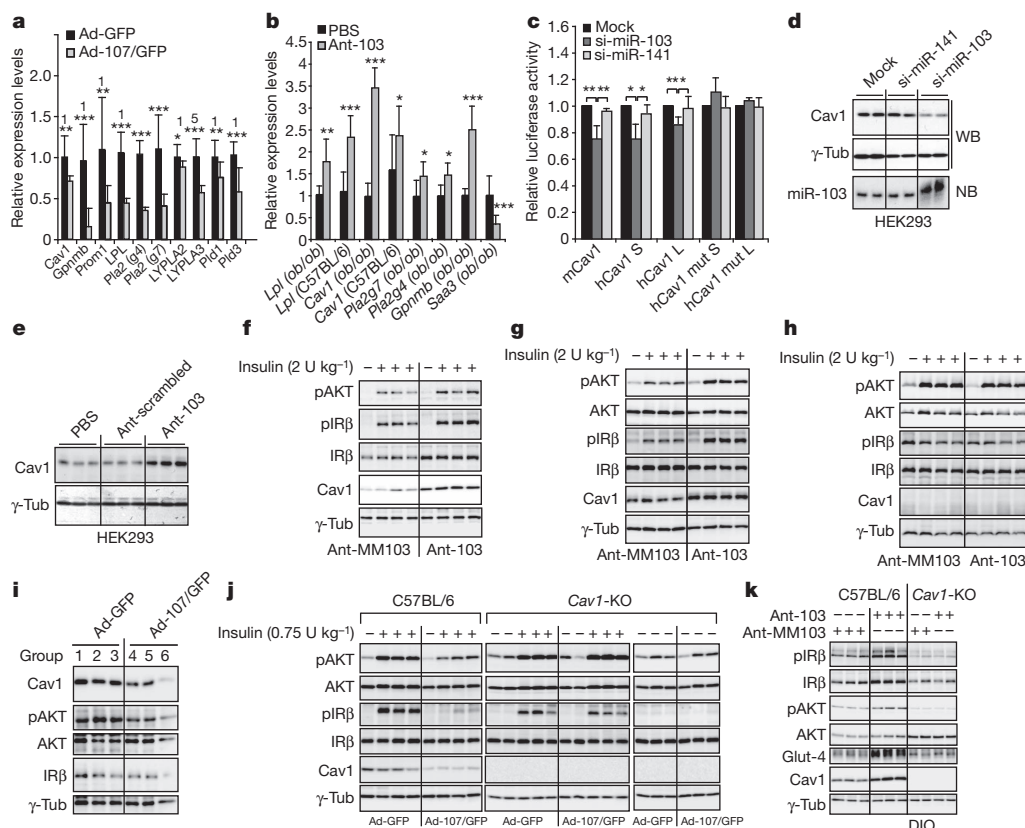 a
Ad-GFP
Ad-107/GFP
Relative expression levels
2.0
1.5
1.0
0.5
0
1 ** *** 1 ** 1 *** *** *** 1 * 5 *** 1 ** 1 ***
Cav1 Gpnmb Prom1 LPL Pla2 (g4) Pla2 (g7) LYPLA2 LYPLA3 Pld1 Pld3
b
PBS
Ant-103
Relative expression levels
4.5
4
3.5
3
2.5
2
1.5
1
0.5
0
** *** *** * * * *** ***
Lpl (ob/ob) Lpl (C57BL/6) Cav1 (ob/ob) Cav1 (C57BL/6) Pla2g7 (ob/ob) Pla2g4 (ob/ob) Gpnmb (ob/ob) Saa3 (ob/ob)
c
Mock
si-miR-103
si-miR-141
Relative luciferase activity
1.4
1.2
1.0
0.8
0.6
0.4
0.2
0
mCav1 hCav1 S hCav1 L hCav1 mut S hCav1 mut L
d
Mock si-miR-141 si-miR-103
Cav1
γ-Tub
WB
miR-103
NB
HEK293
e
PBS Ant-scrambled Ant-103
Cav1
γ-Tub
HEK293
f
Insulin (2 U kg⁻¹) – + + + – + + +
pAKT
pIRβ
IRβ
Cav1
γ-Tub
Ant-MM103 Ant-103
g
Insulin (2 U kg⁻¹) – + + + – + + +
pAKT
AKT
pIRβ
IRβ
Cav1
γ-Tub
Ant-MM103 Ant-103
h
Insulin (2 U kg⁻¹) – + + + – + + +
pAKT
AKT
pIRβ
IRβ
Cav1
γ-Tub
Ant-MM103 Ant-103
i
Ad-GFP Ad-107/GFP
Group
1 2 3 4 5 6
Cav1
pAKT
AKT
IRβ
γ-Tub
j
C57BL/6 Cav1-KO
Insulin (0.75 U kg⁻¹) – + + + – + + + – – + + + – – + + + – – – – – –
pAKT
AKT
pIRβ
IRβ
Cav1
γ-Tub
Ad-GFP Ad-107/GFP Ad-GFP Ad-107/GFP Ad-GFP Ad-107/GFP
k
C57BL/6 Cav1-KO
Ant-103 – – – + + + – – + +
Ant-MM103 + + + – – – + + – –
pIRβ
IRβ
pAKT
AKT
Glut-4
Cav1
γ-Tub
DIO